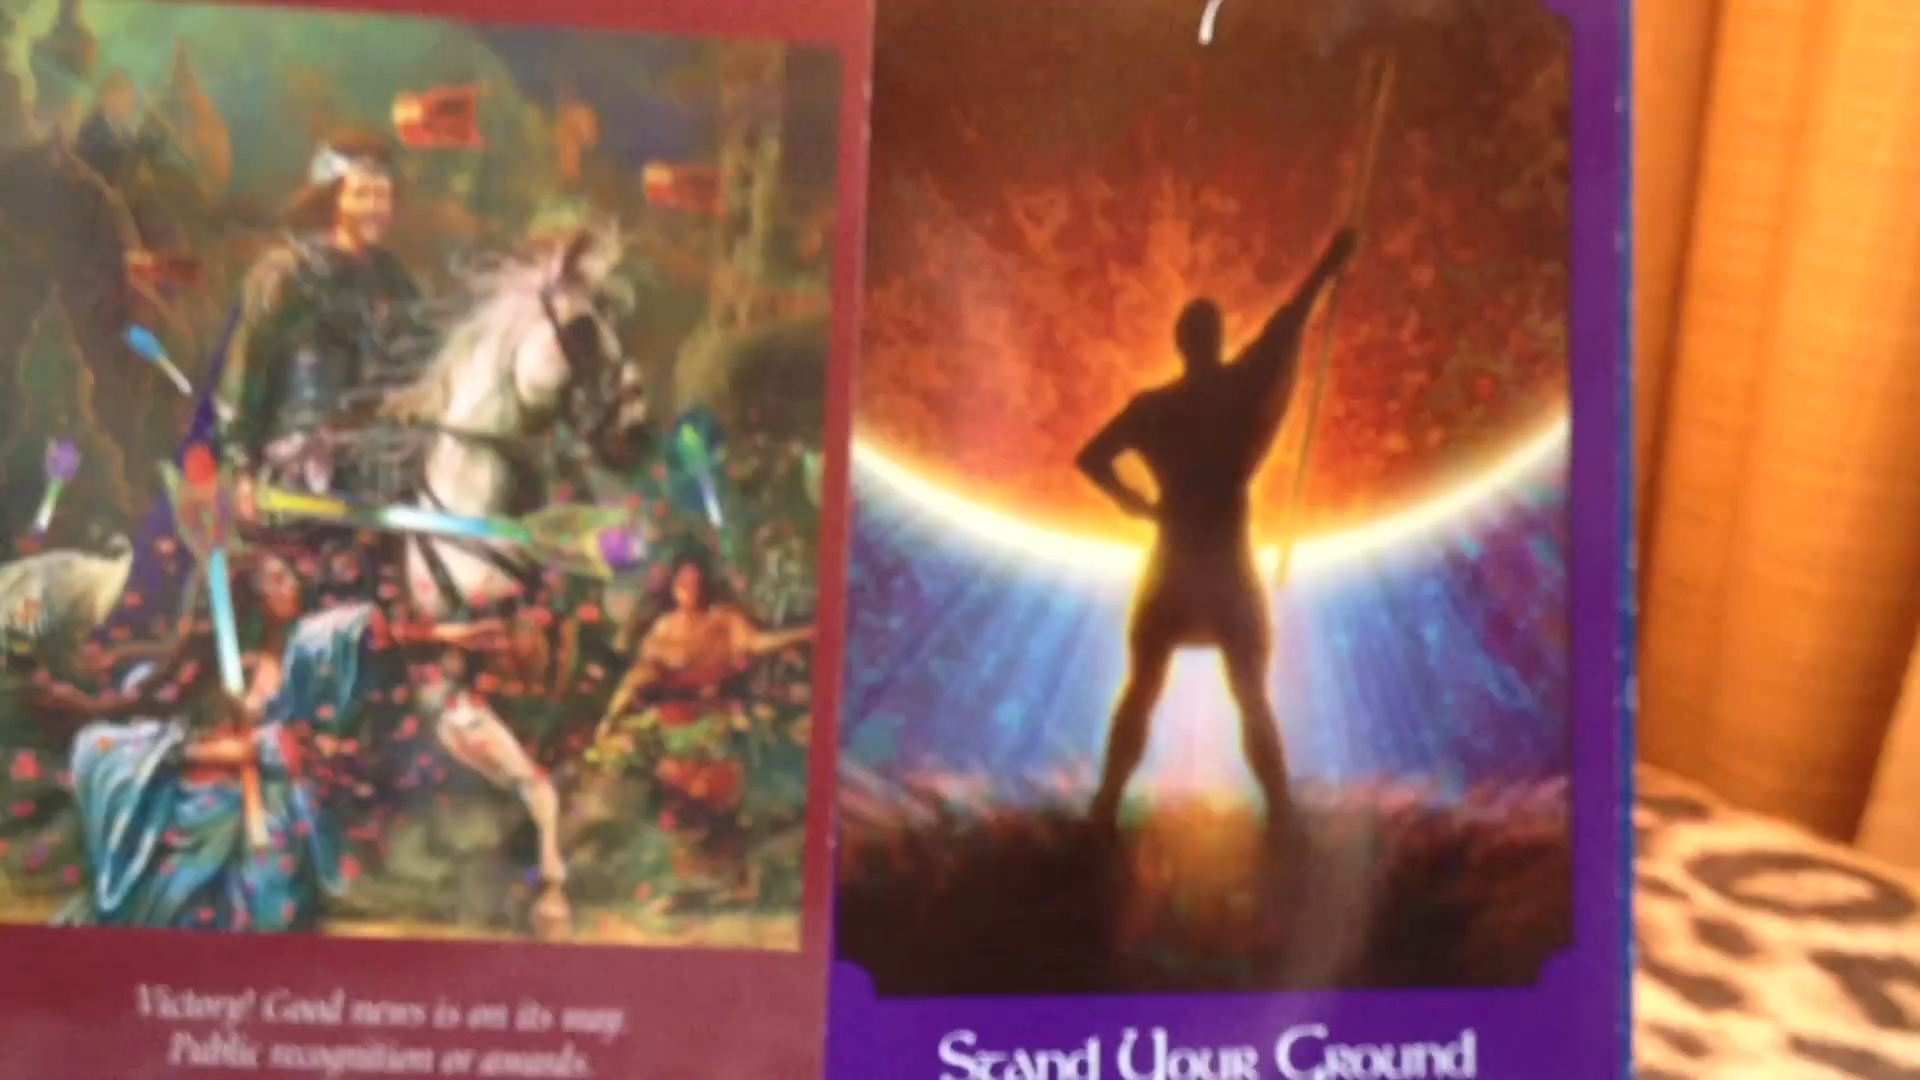 Victory! Good news is on its way.
Public recognition or awards.
Stand Your Ground